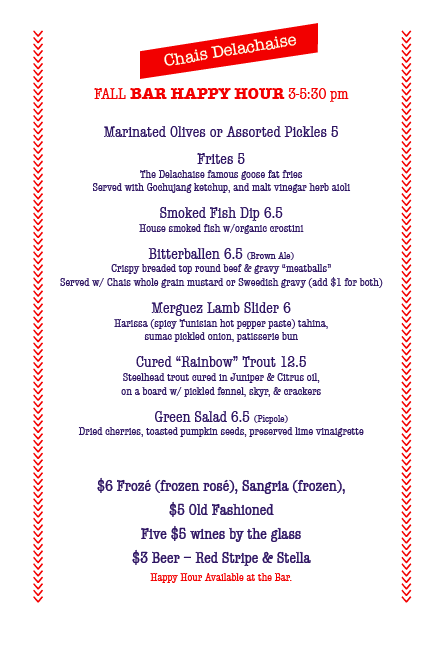 Chais Delachaise
FALL BAR HAPPY HOUR 3-5:30 pm
Marinated Olives or Assorted Pickles 5
Frites 5
The Delachaise famous goose fat fries
Served with Gochujang ketchup, and malt vinegar herb aioli
Smoked Fish Dip 6.5
House smoked fish w/organic crostini
Bitterballen 6.5 (Brown Ale)
Crispy breaded top round beef & gravy “meatballs”
Served w/ Chais whole grain mustard or Swedish gravy (add $1 for both)
Merguez Lamb Slider 6
Harissa (spicy Tunisian hot pepper paste) tahina,
sumac pickled onion, patisserie bun
Cured “Rainbow” Trout 12.5
Steelhead trout cured in Juniper & Citrus oil,
on a board w/ pickled fennel, skyr, & crackers
Green Salad 6.5 (Picpole)
Dried cherries, toasted pumpkin seeds, preserved lime vinaigrette
$6 Frozé (frozen rosé), Sangria (frozen),
$5 Old Fashioned
Five $5 wines by the glass
$3 Beer – Red Stripe & Stella
Happy Hour Available at the Bar.